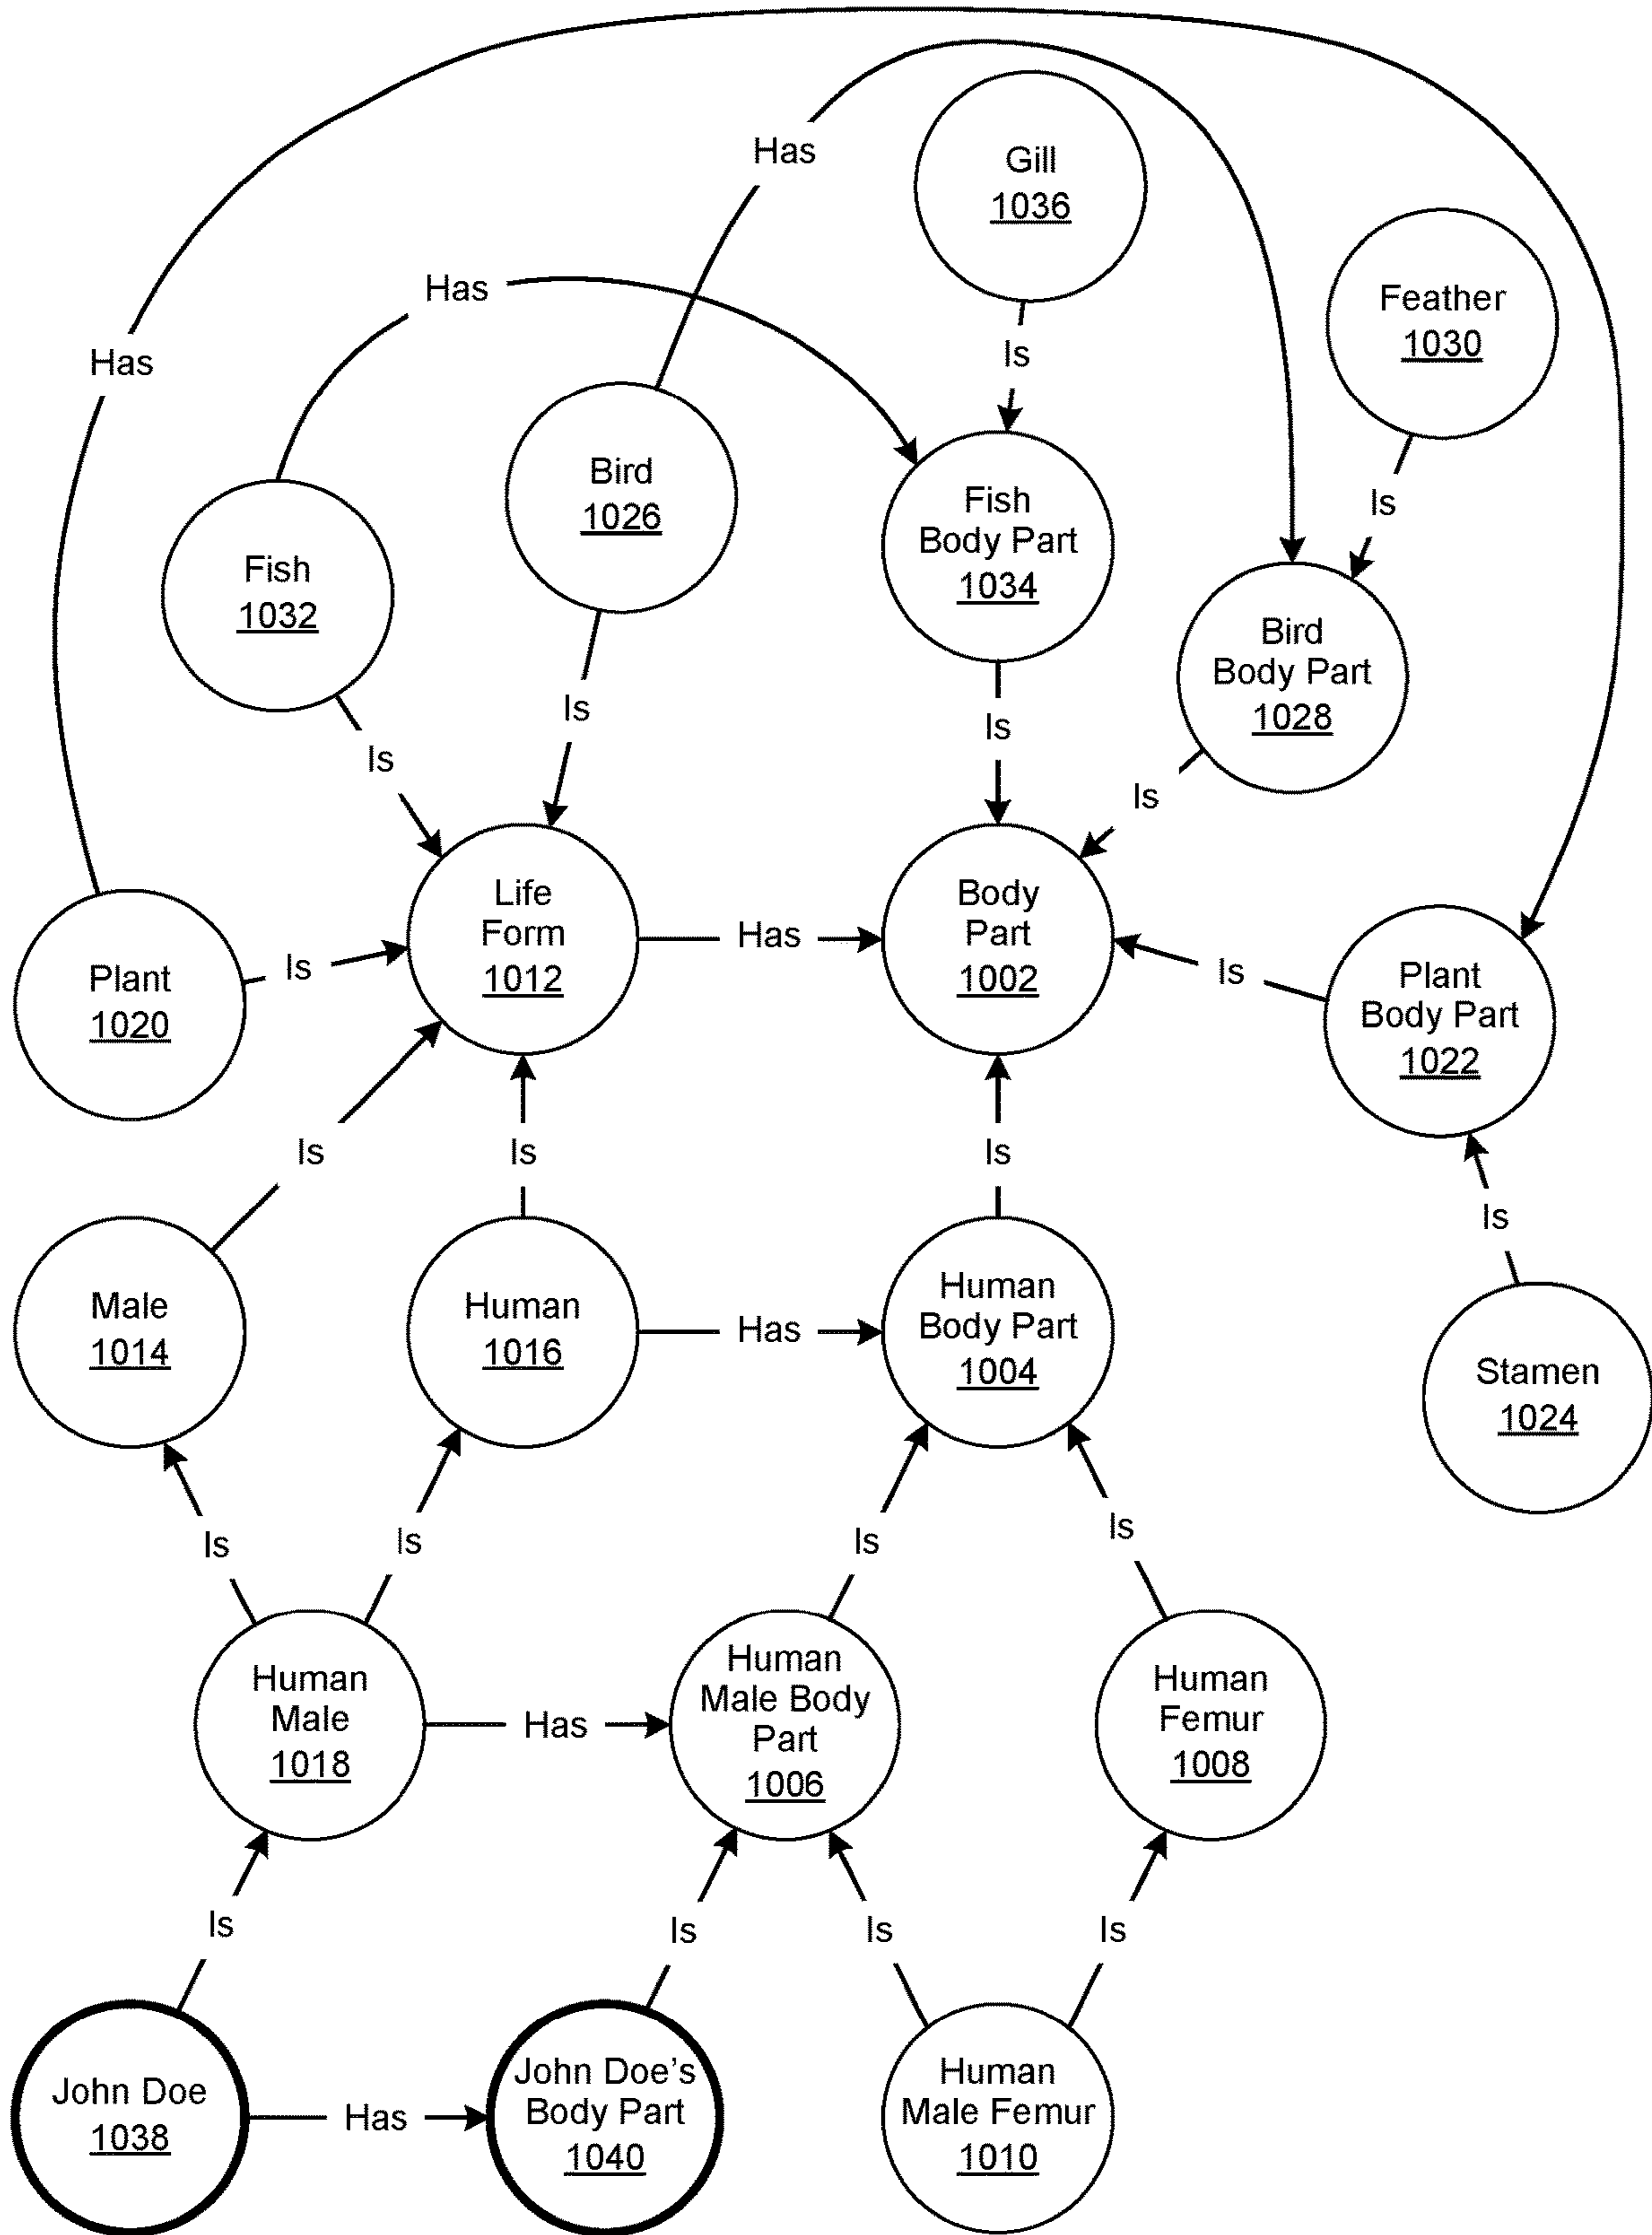 Has
Gill
1036
Feather
1030
Has
Is
Has
Bird
1026
Fish
Body Part
1034
Is
Fish
1032
Bird
Body Part
1028
Is
Is
Is
Is
Life
Form
1012
Has
Body
Part
1002
Plant
1020
Is
Is
Plant
Body Part
1022
Is
Is
Is
Is
Male
1014
Human
1016
Has
Human
Body Part
1004
Stamen
1024
Is
Is
Is
Is
Human
Male
1018
Has
Human
Male Body
Part
1006
Human
Femur
1008
Is
Is
Is
Is
John Doe
1038
Has
John Doe’s
Body Part
1040
Human
Male Femur
1010